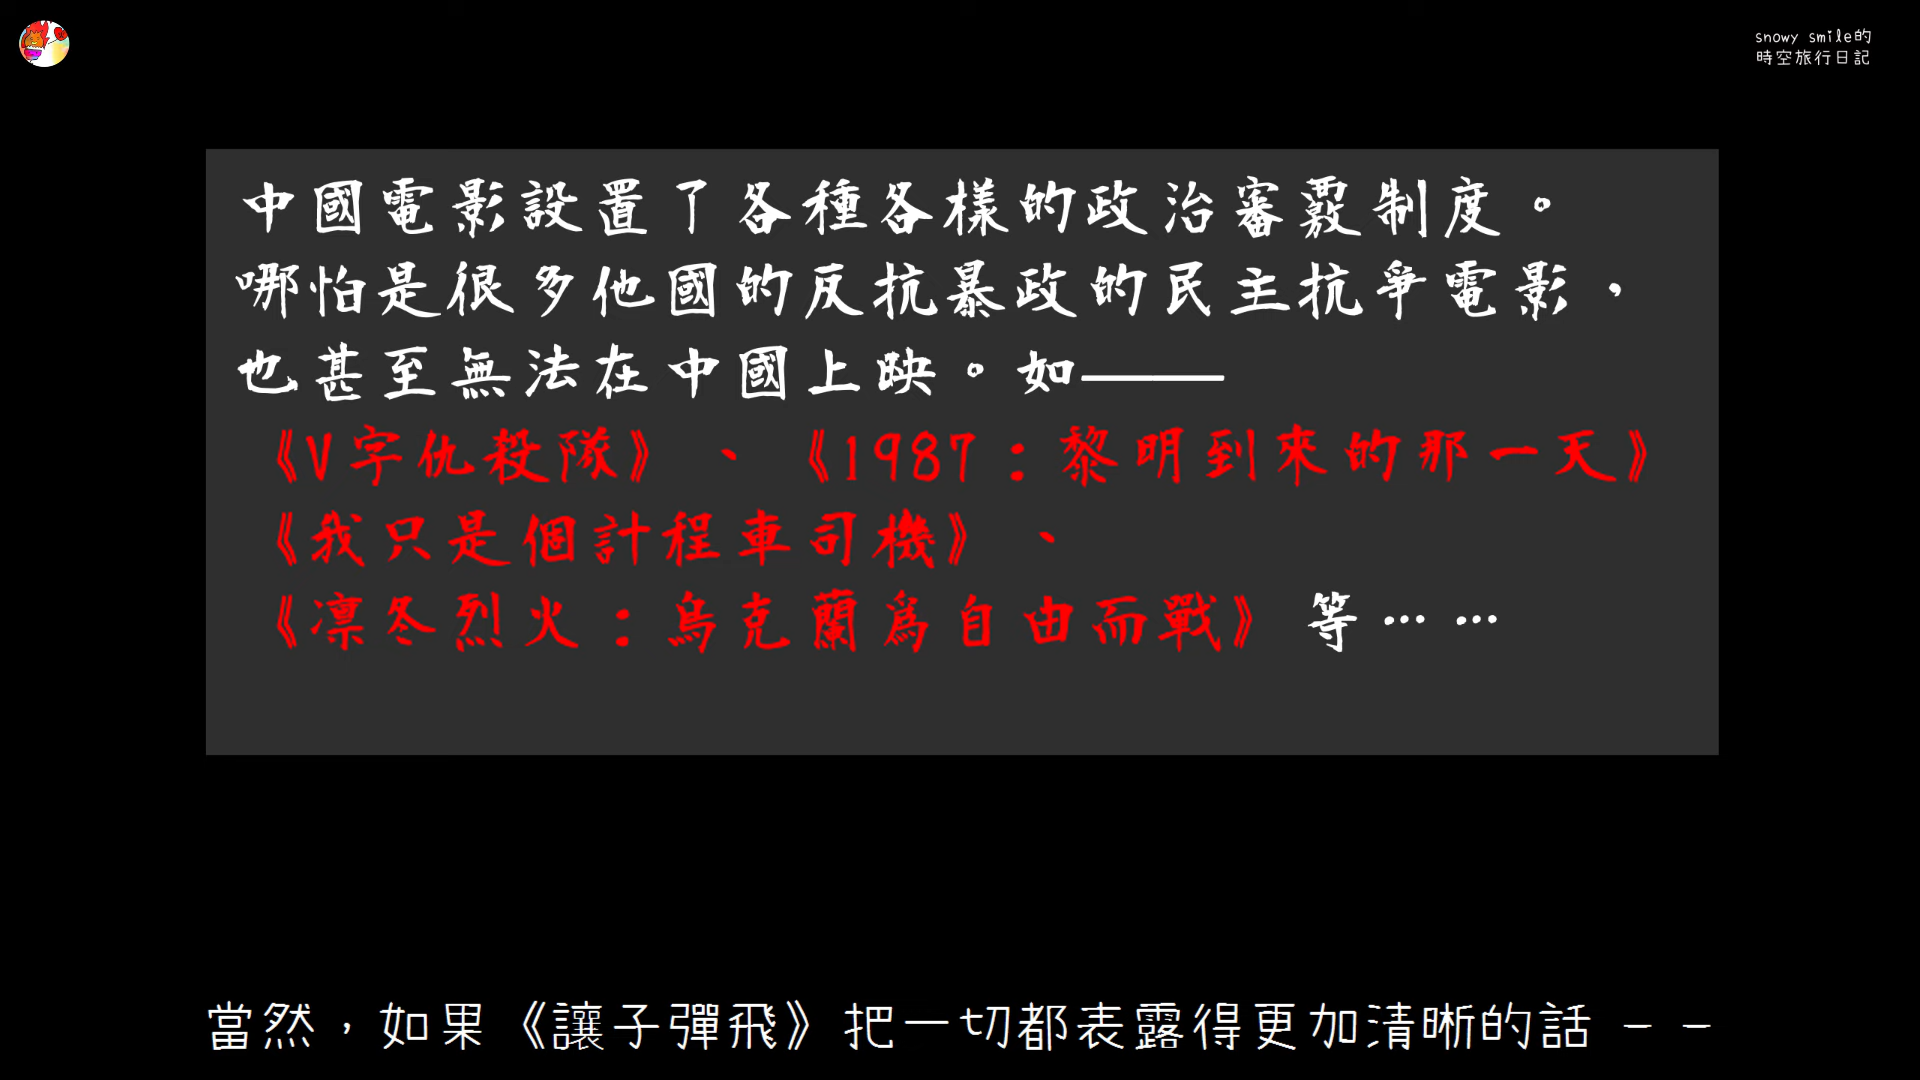 snowy smile的
時空旅行日記
中國電影設置了各種各樣的政治審覈制度。
哪怕是很多他國的反抗暴政的民主抗爭電影，
也甚至無法在中國上映。如——
《V字仇殺隊》、《1987：黎明到來的那一天》
《我只是個計程車司機》、
《凛冬烈火：烏克蘭爲自由而戰》等……
當然，如果《讓子彈飛》把一切都表露得更加清晰的話－－